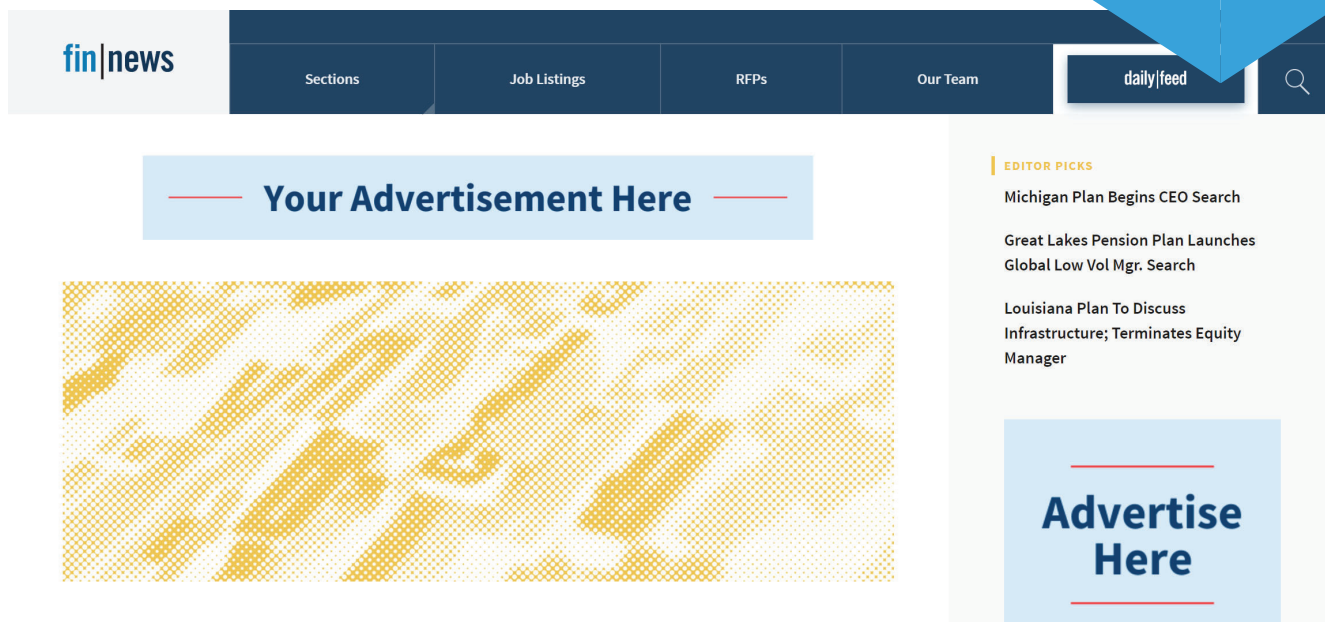 fin|news
Sections
Job Listings
RFPs
Our Team
daily|feed
Your Advertisement Here
EDITOR PICKS
Michigan Plan Begins CEO Search
Great Lakes Pension Plan Launches
Global Low Vol Mgr. Search
Louisiana Plan To Discuss
Infrastructure; Terminates Equity
Manager
Advertise
Here